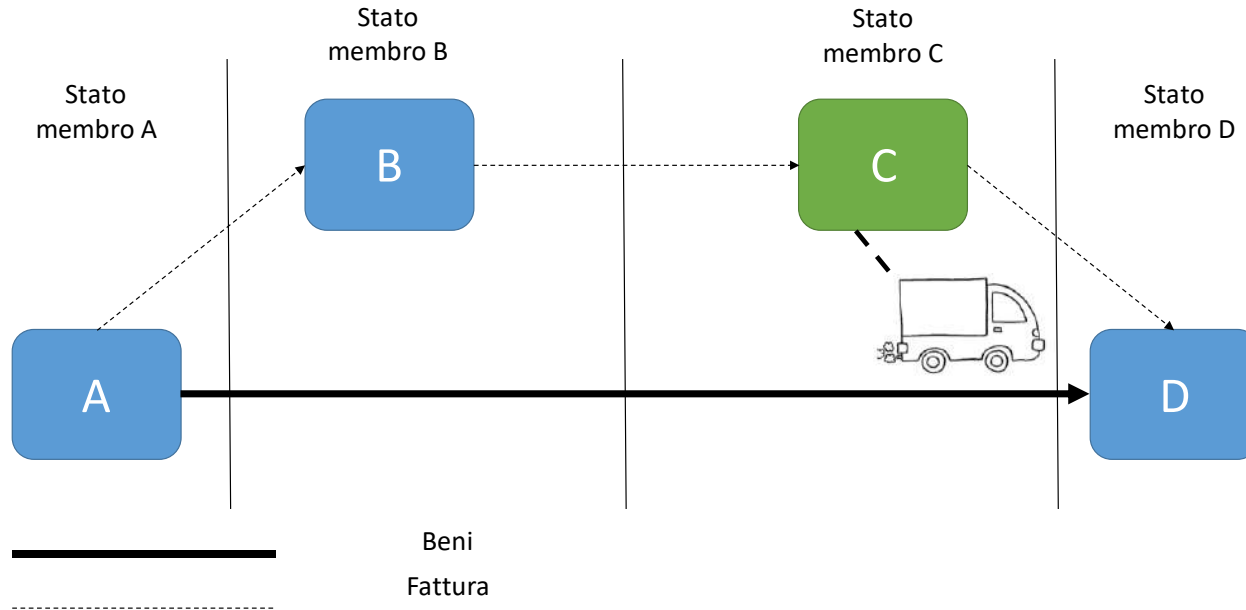 Stato
membro B
Stato
membro C
Stato
membro A
Stato
membro D
B
C
A
D
Beni
Fattura